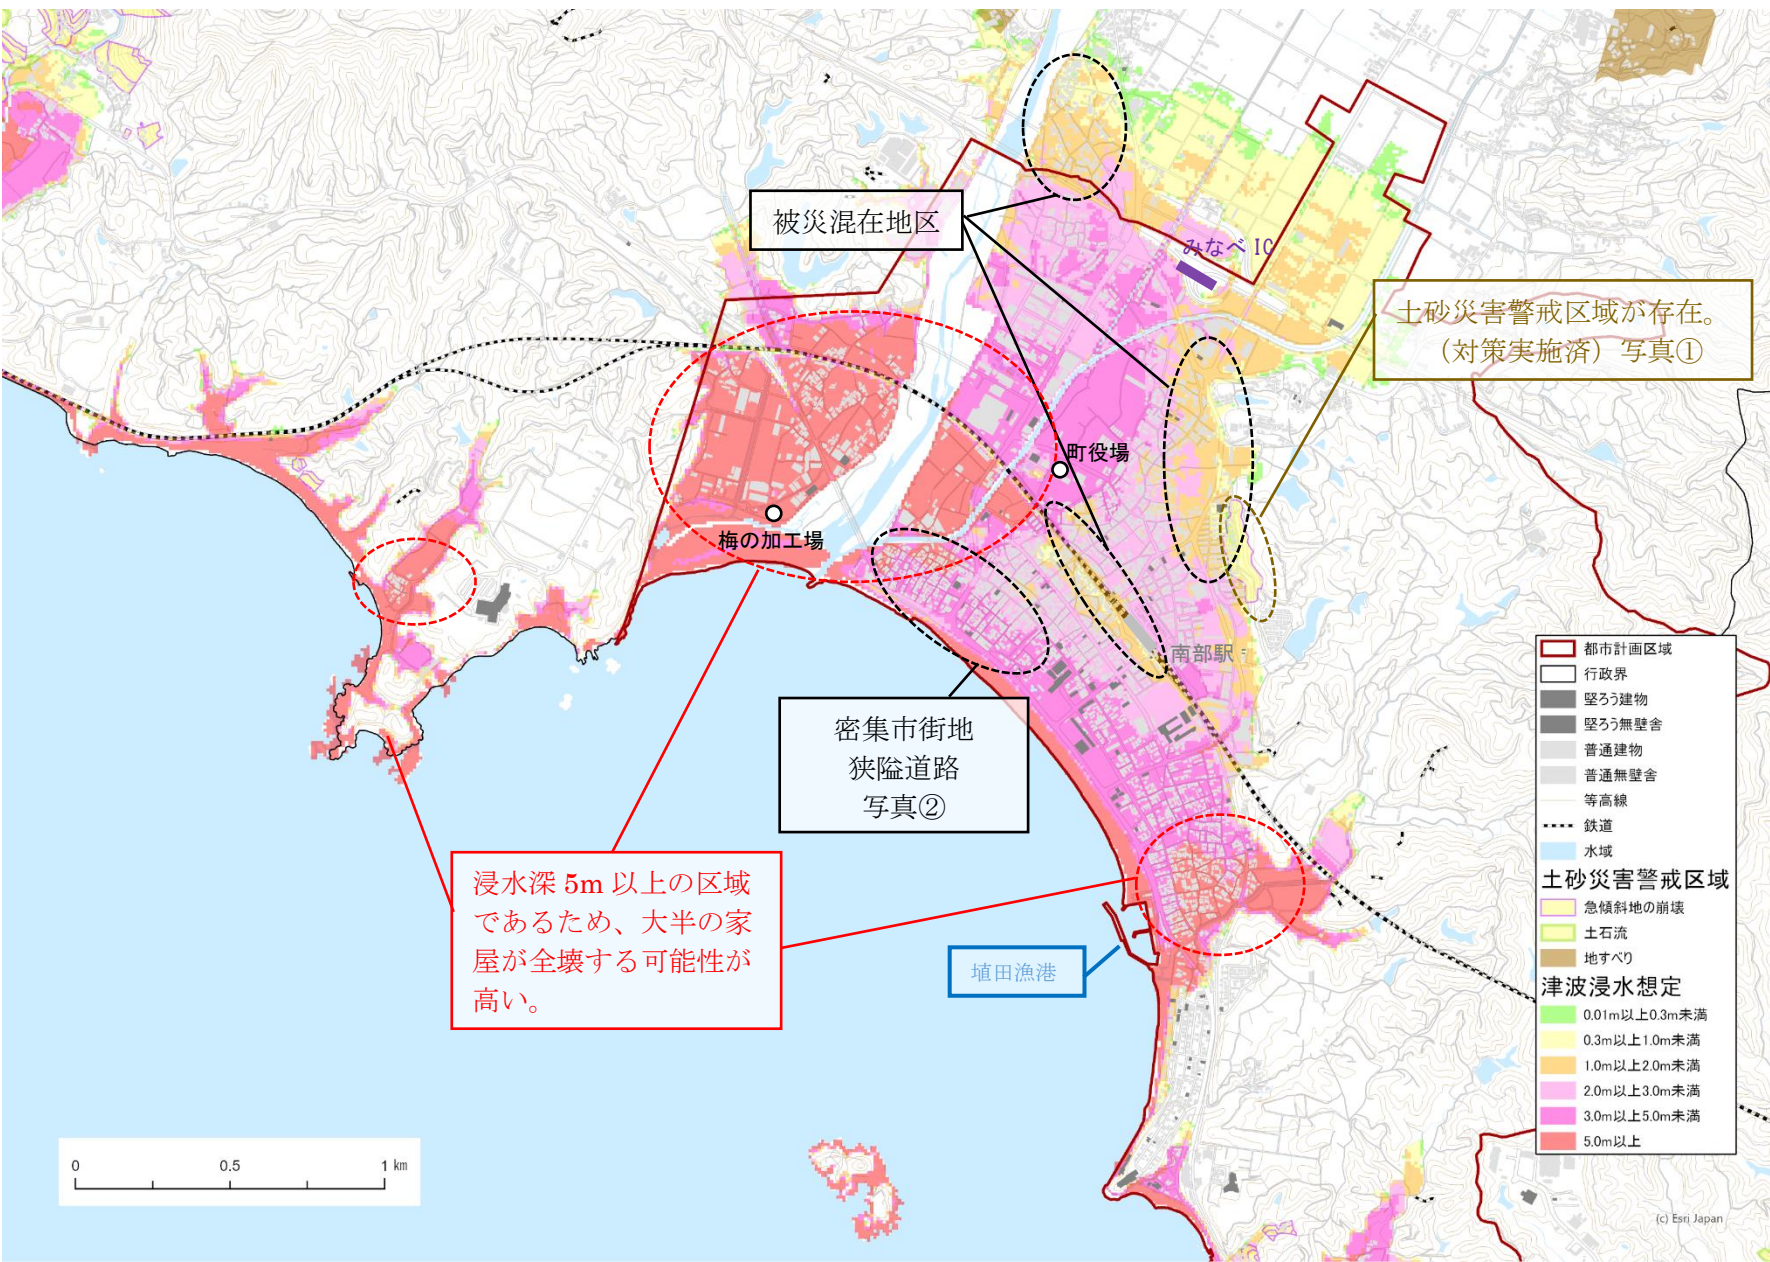 被災混在地区
みなべ IC
土砂災害警戒区域が存在。
（対策実施済）写真①
町役場
梅の加工場
南部駅
密集市街地
狭隘道路
写真②
浸水深 5m 以上の区域
であるため、大半の家
屋が全壊する可能性が
高い。
埴田漁港
都市計画区域
行政界
堅ろう建物
堅ろう無壁舎
普通建物
普通無壁舎
等高線
鉄道
水域
土砂災害警戒区域
急傾斜地の崩壊
土石流
地すべり
津波浸水想定
0.01m以上0.3m未満
0.3m以上1.0m未満
1.0m以上2.0m未満
2.0m以上3.0m未満
3.0m以上5.0m未満
5.0m以上
0 0.5 1 km
(c) Esri Japan